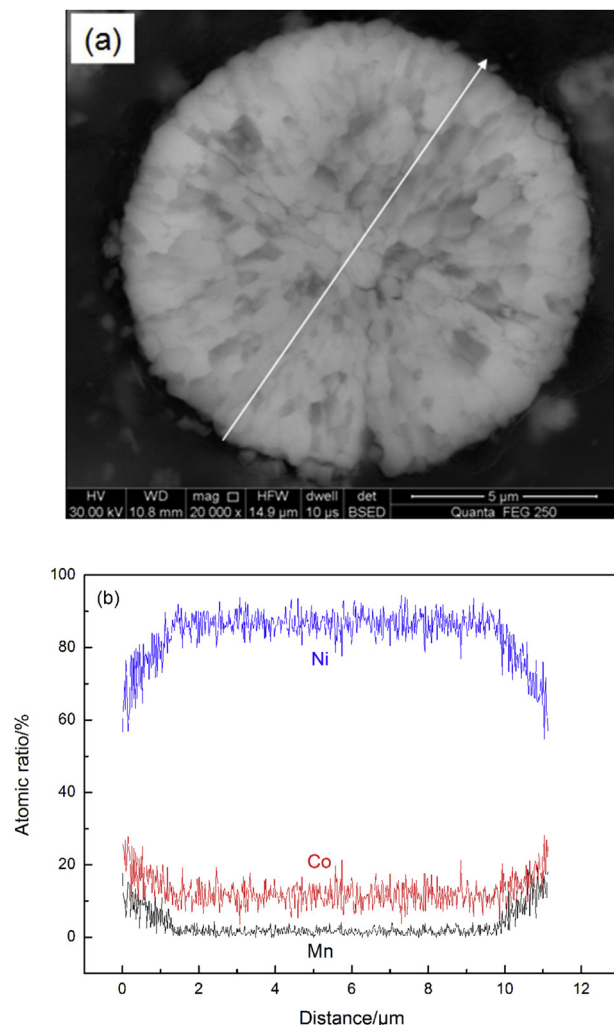 (a)
HV WD mag HFW dwell det 5 µm
30.00 kV 10.8 mm 20 000 x 14.9 µm 10 µs BSED Quanta FEG 250
(b)
100
80
60
40
20
0
Ni
Co
Mn
Atomic ratio/%
0 2 4 6 8 10 12
Distance/µm